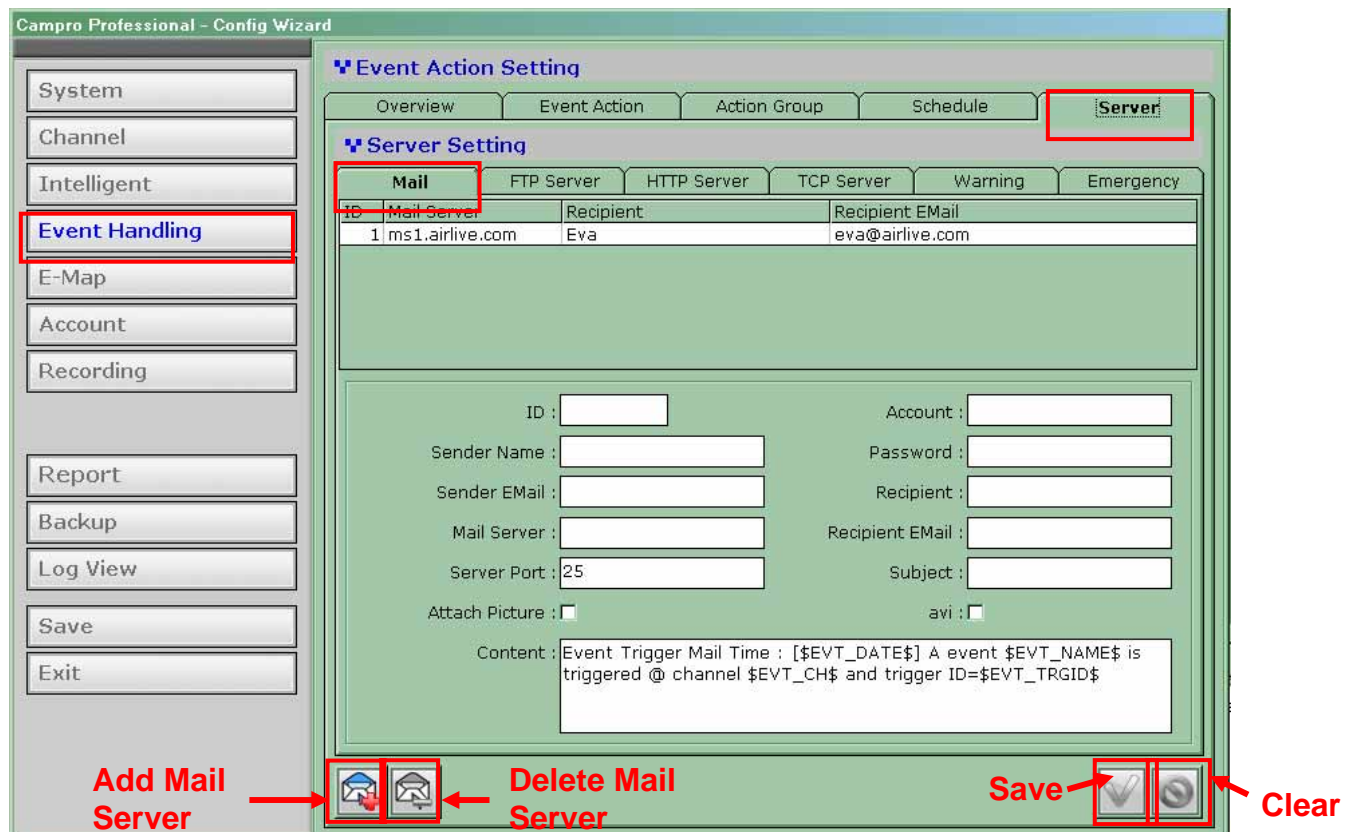 Campro Professional - Config Wizard
System
Channel
Intelligent
Event Handling
E-Map
Account
Recording
Report
Backup
Log View
Save
Exit
Event Action Setting
Overview Event Action Action Group Schedule Server
Server Setting
Mail FTP Server HTTP Server TCP Server Warning Emergency
ID Mail Server Recipient Recipient EMail
1 ms1.airlive.com Eva eva@airlive.com
ID : Account :
Sender Name : Password :
Sender EMail : Recipient :
Mail Server : Recipient EMail :
Server Port : 25 Subject :
Attach Picture : avi :
Content : Event Trigger Mail Time : [$EVT_DATE$] A event $EVT_NAME$ is
triggered @ channel $EVT_CH$ and trigger ID=$EVT_TRGID$
Add Mail
Server
Delete Mail
Server
Save
Clear